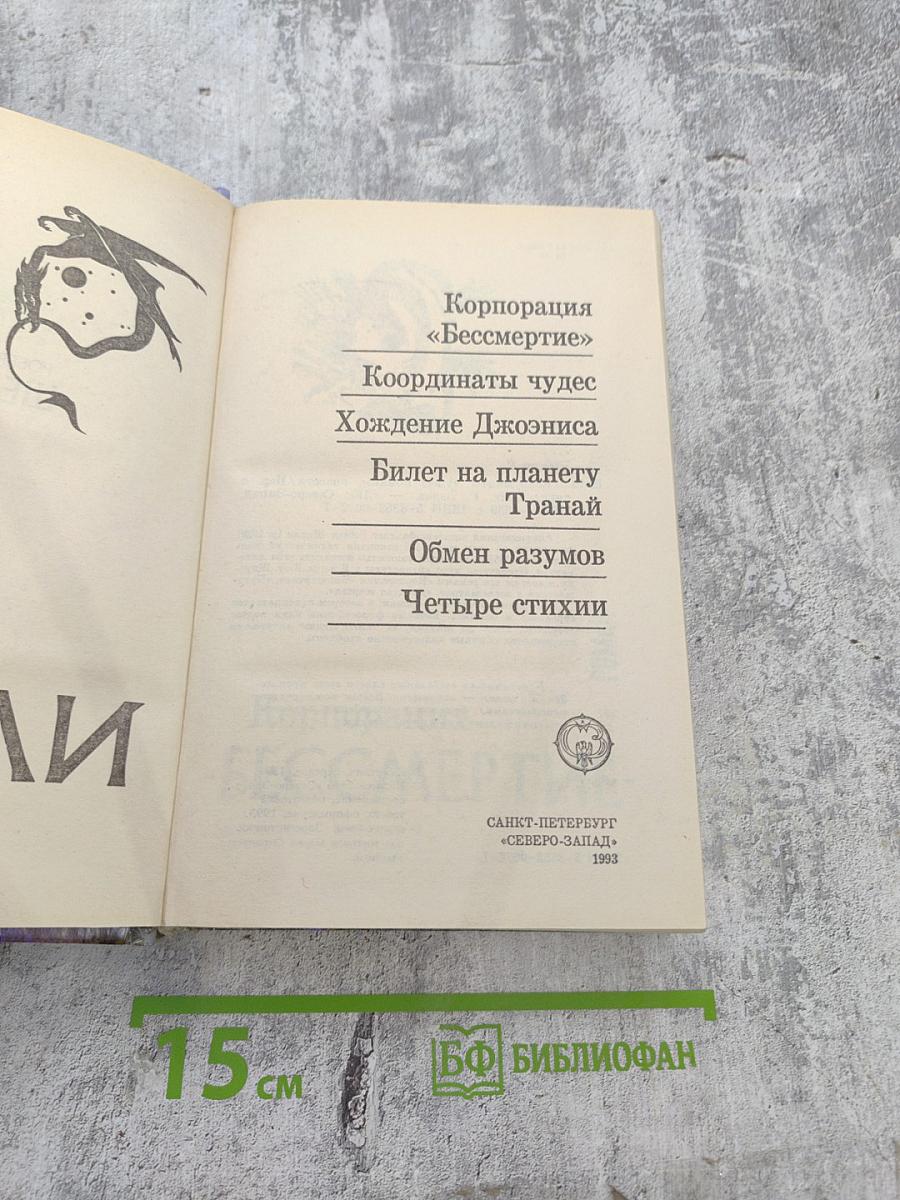 ЛИ
Корпорация
«Бессмертие»
Координаты чудес
Хождение Джоэниса
Билет на планету
Транай
Обмен разумов
Четыре стихии
САНКТ-ПЕТЕРБУРГ
«СЕВЕРО-ЗАПАД»
1993
15 см
БФ БИБЛИОФАН